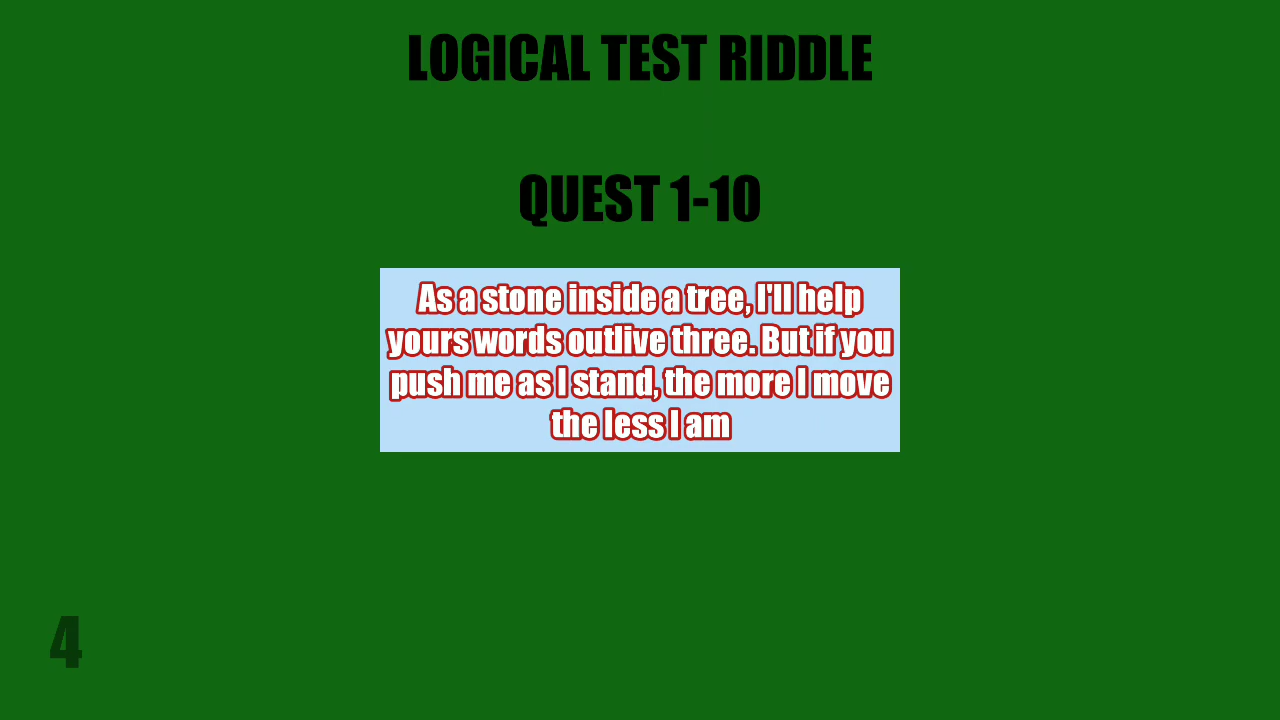 LOGICAL TEST RIDDLE
QUEST 1-10
As a stone inside a tree, I'll help
yours words outlive three. But if you
push me as I stand, the more I move
the less I am
4